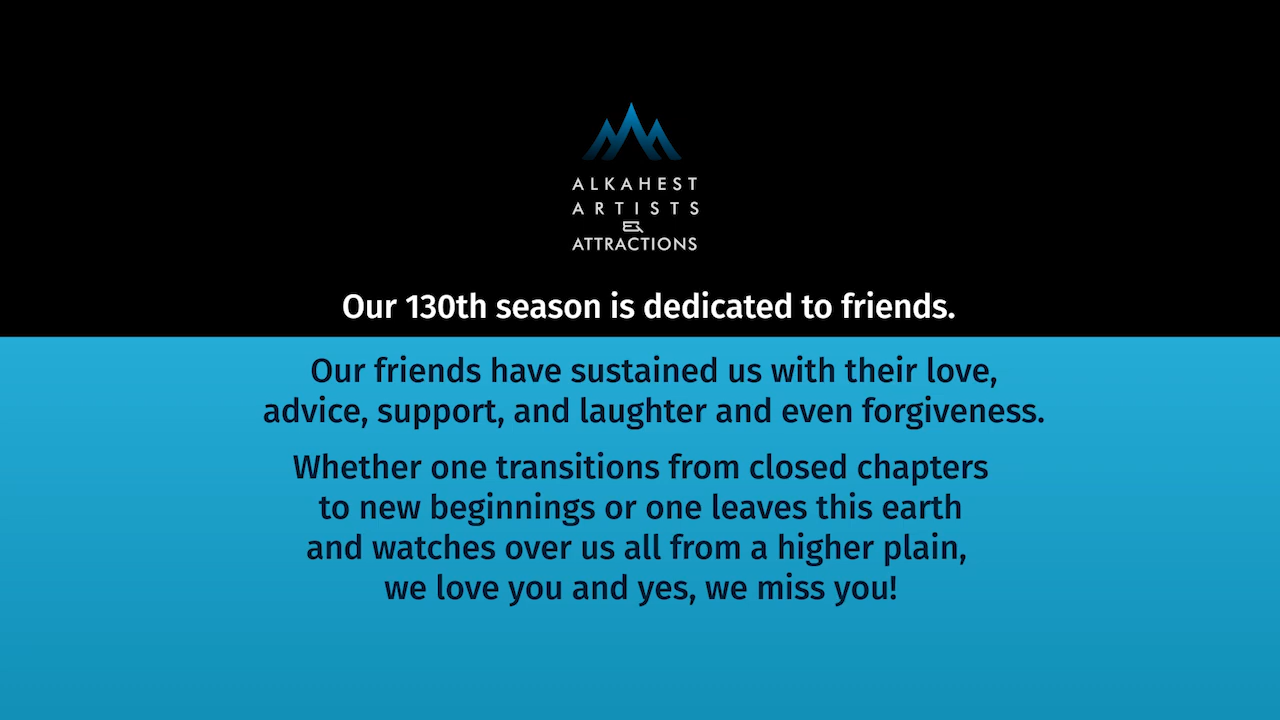 ALKAHEST
ARTISTS
&
ATTRACTIONS
Our 130th season is dedicated to friends.
Our friends have sustained us with their love,
advice, support, and laughter and even forgiveness.
Whether one transitions from closed chapters
to new beginnings or one leaves this earth
and watches over us all from a higher plain,
we love you and yes, we miss you!